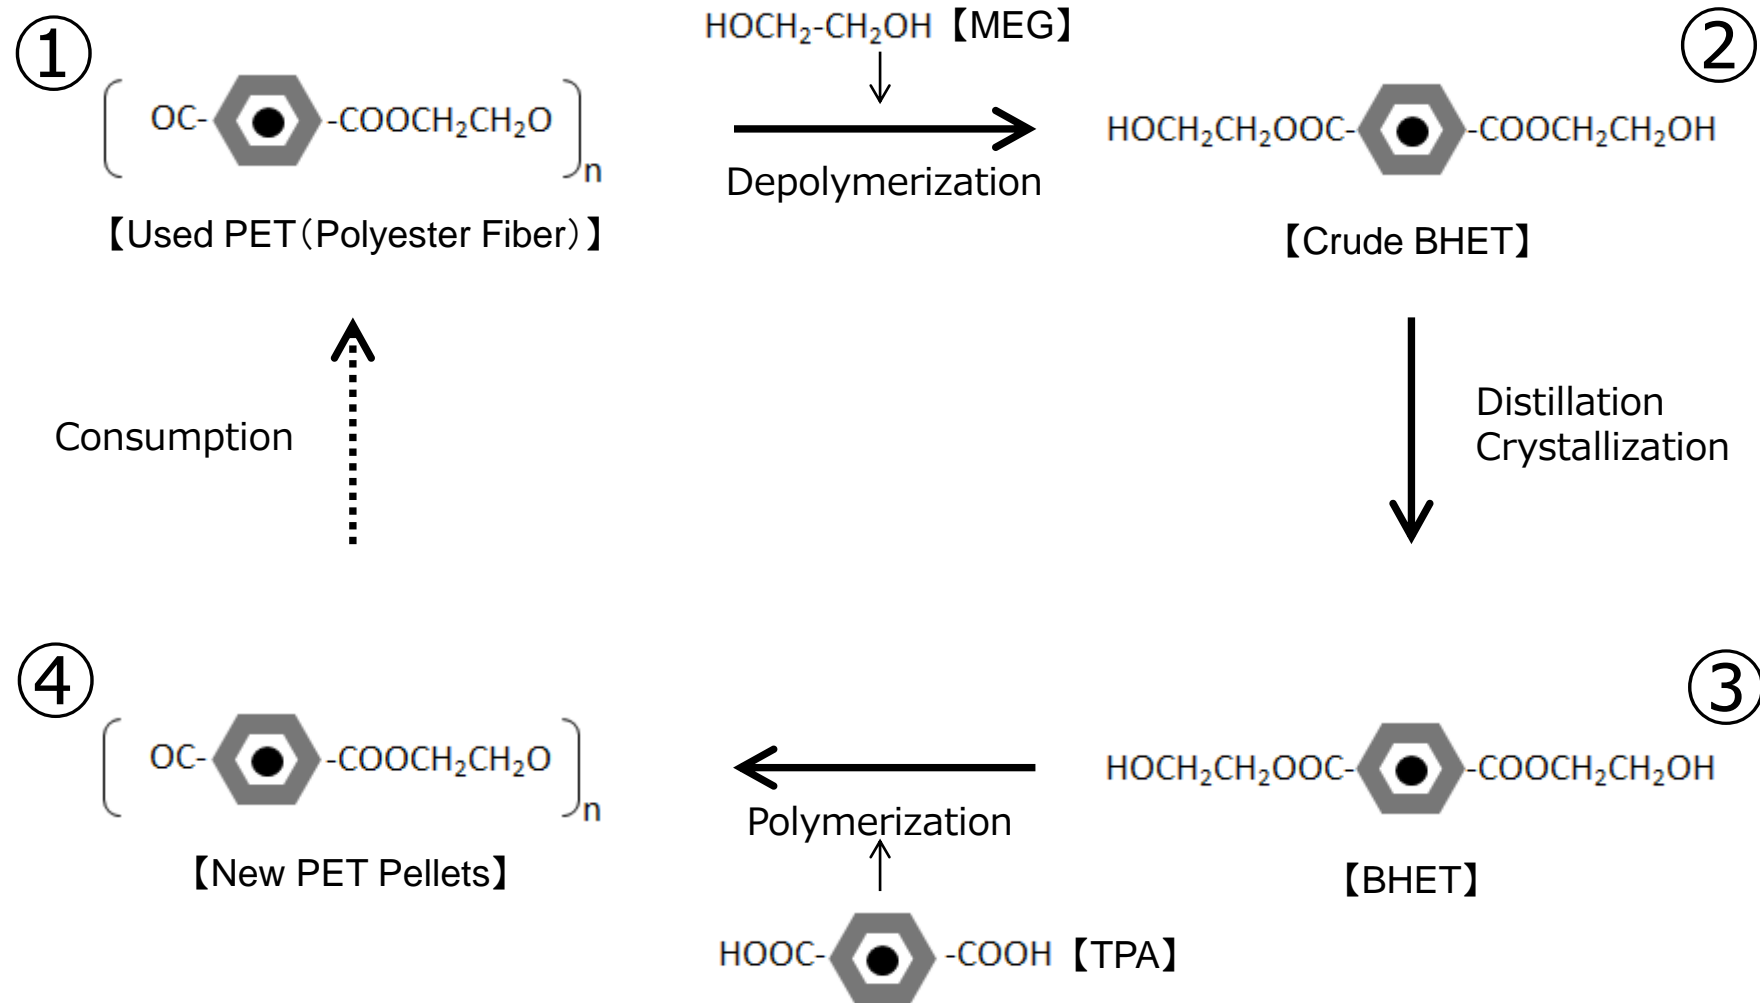 ①
HOCH₂-CH₂OH【MEG】
②
OC- -COOCH₂CH₂O
n
Depolymerization
HOCH₂CH₂OOC- -COOCH₂CH₂OH
【Used PET（Polyester Fiber）】
【Crude BHET】
Consumption
Distillation
Crystallization
④
③
OC- -COOCH₂CH₂O
n
Polymerization
HOCH₂CH₂OOC- -COOCH₂CH₂OH
【New PET Pellets】
【BHET】
HOOC- -COOH【TPA】